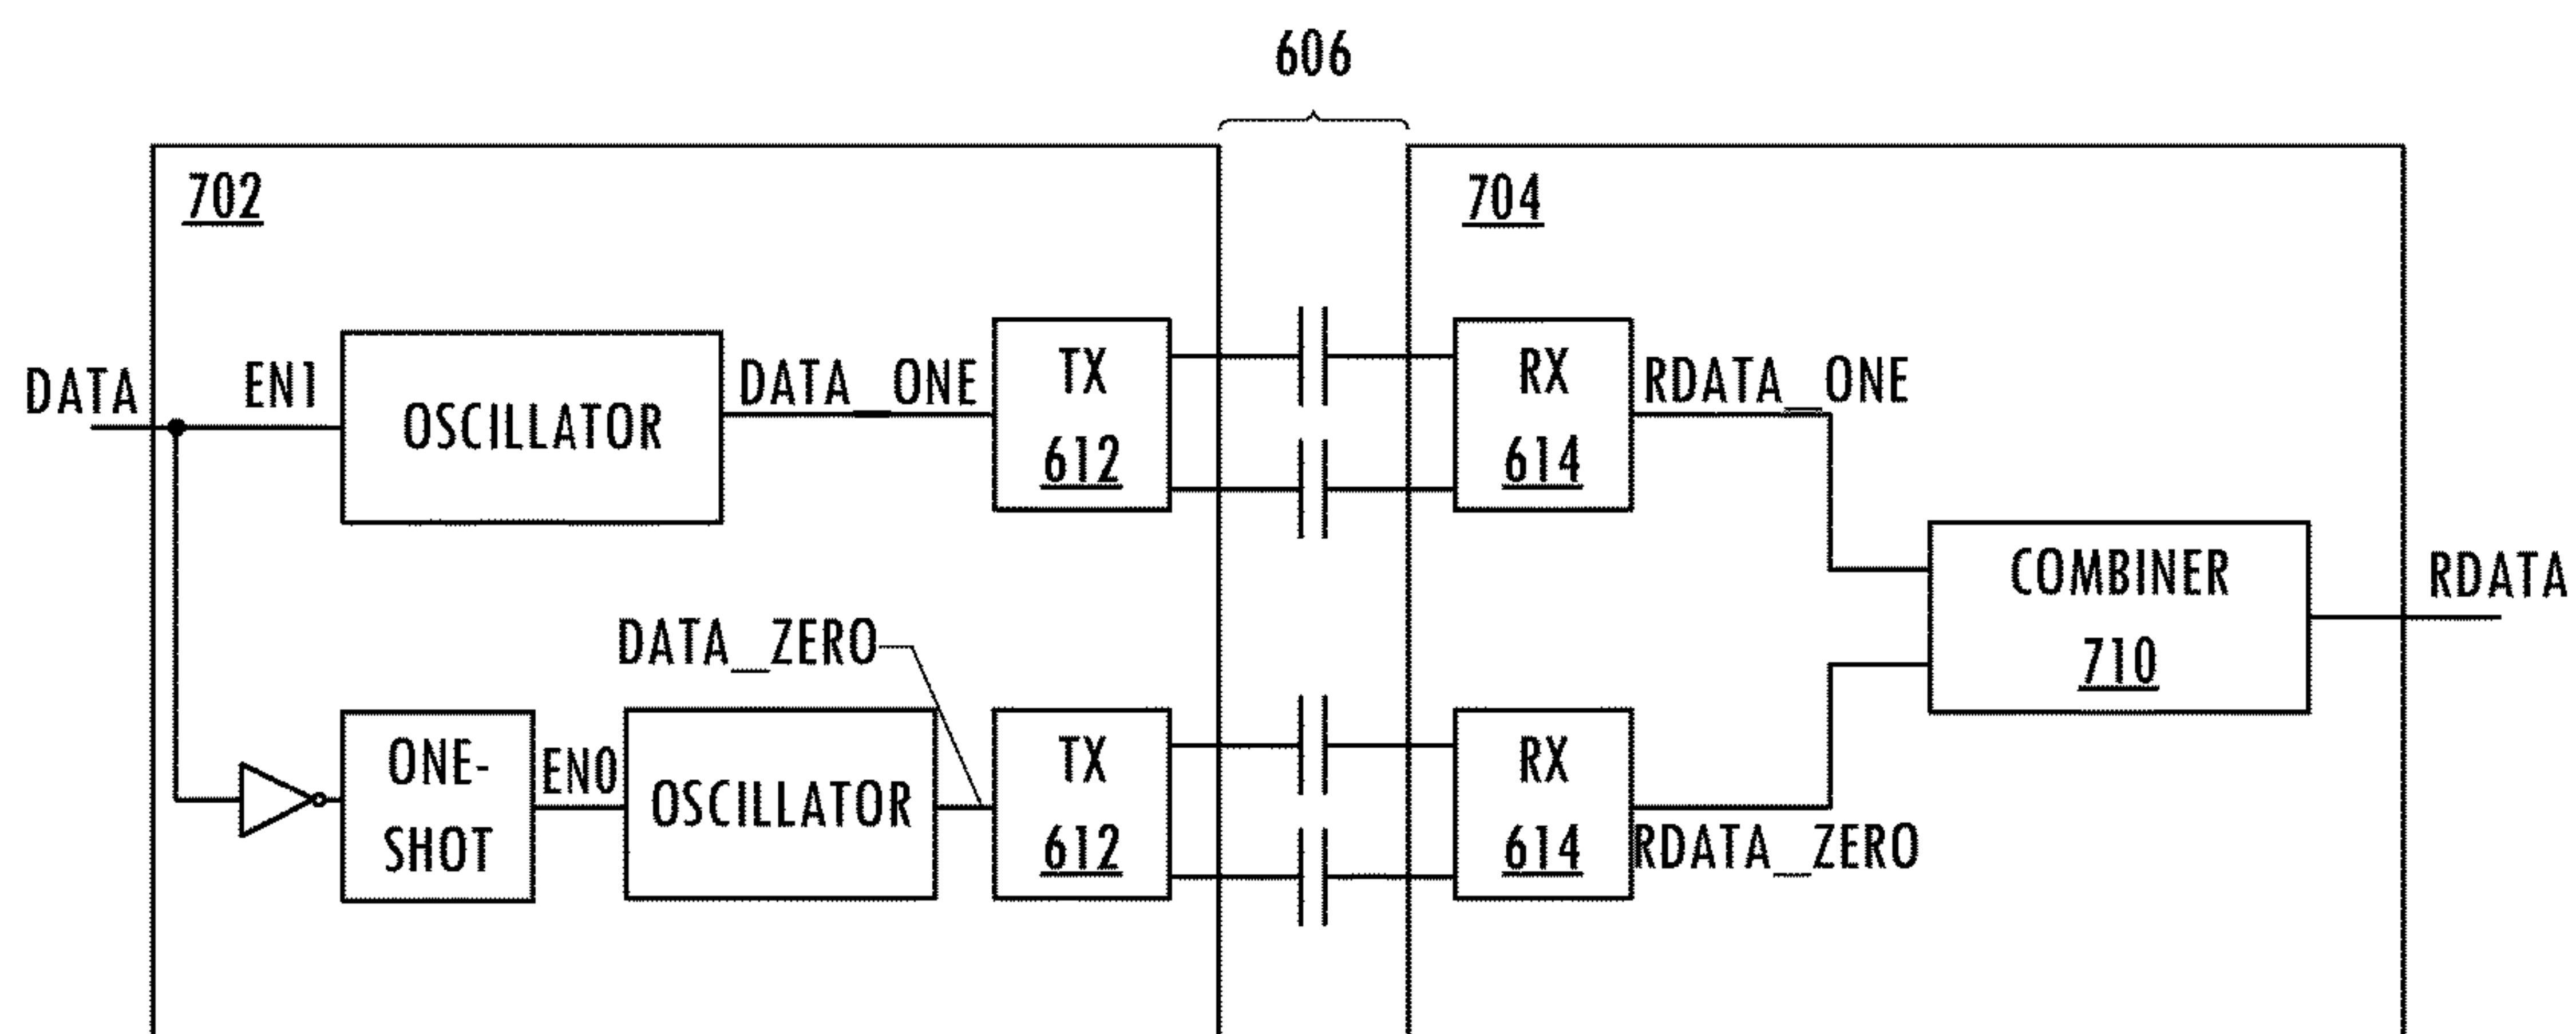 606
702
704
DATA
EN1
OSCILLATOR
DATA_ONE
TX
612
RX
614
RDATA_ONE
COMBINER
710
RDATA
DATA_ZERO
ONE-
SHOT
EN0
OSCILLATOR
TX
612
RX
614
RDATA_ZERO